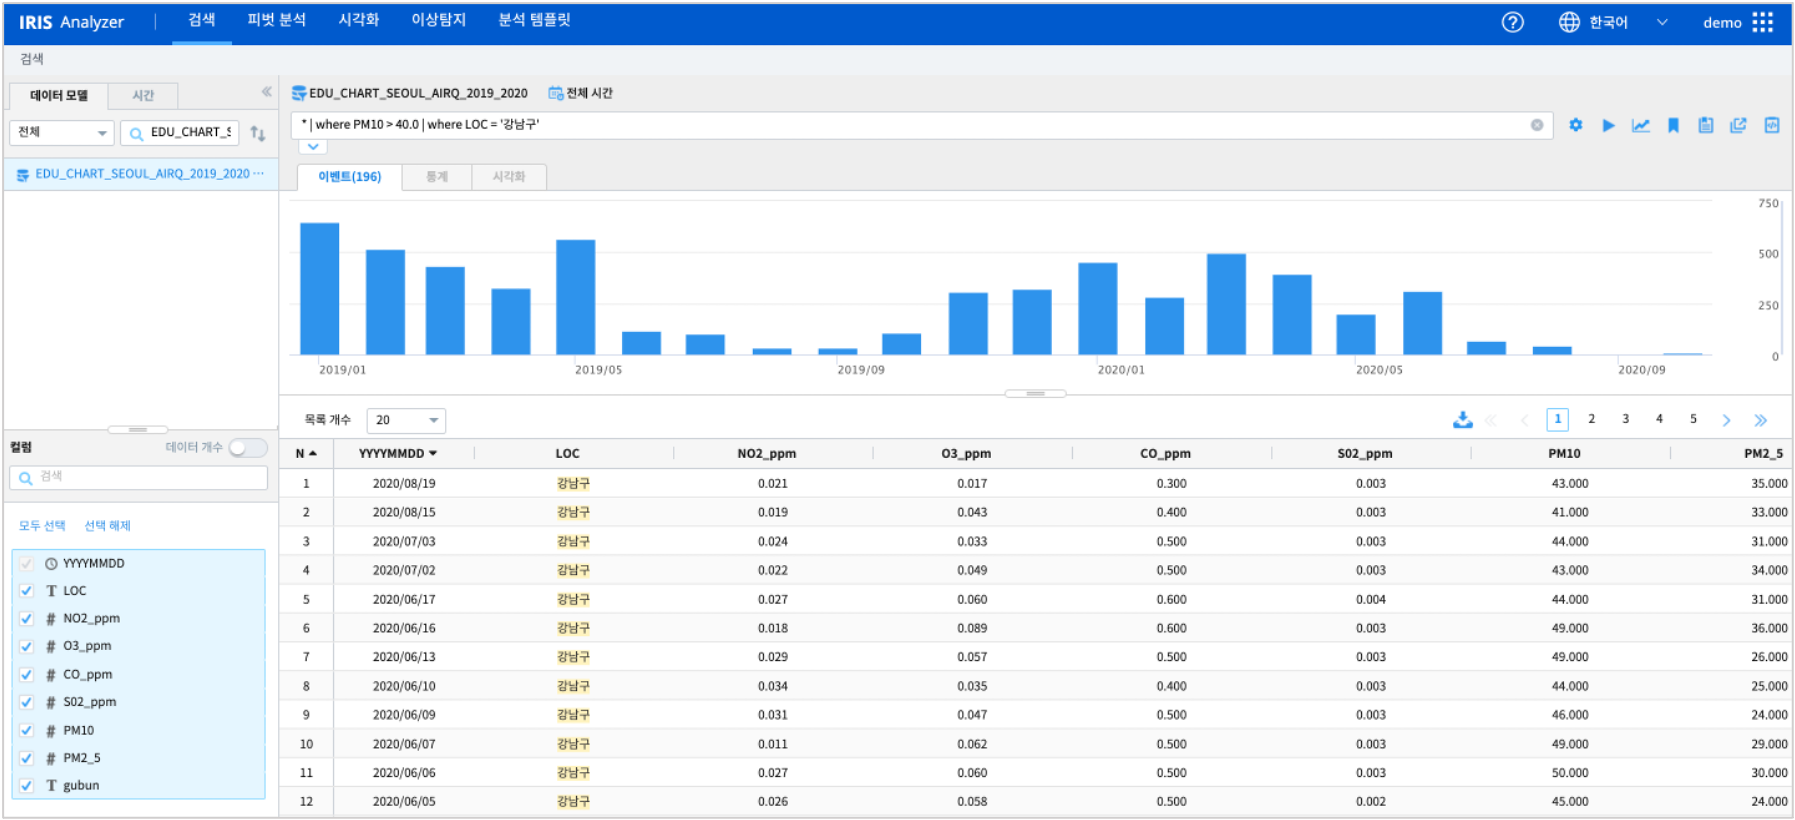 IRIS Analyzer 검색 피벗 분석 시각화 이상탐지 분석 템플릿 한국어 demo
검색
데이터 모델 시간
전체 EDU_CHART_S
EDU_CHART_SEOUL_AIRQ_2019_2020 ···
EDU_CHART_SEOUL_AIRQ_2019_2020 전체 시간
* | where PM10 > 40.0 | where LOC = '강남구'
이벤트(196) 통계 시각화
750
500
250
0
2019/01 2019/05 2019/09 2020/01 2020/05 2020/09
목록 개수 20 1 2 3 4 5
컬럼 데이터 개수
검색
모두 선택 선택 해제
YYYYMMDD
T LOC
# NO2_ppm
# O3_ppm
# CO_ppm
# S02_ppm
# PM10
# PM2_5
T gubun
N YYYYMMDD LOC NO2_ppm O3_ppm CO_ppm S02_ppm PM10 PM2_5
1 2020/08/19 강남구 0.021 0.017 0.300 0.003 43.000 35.000
2 2020/08/15 강남구 0.019 0.043 0.400 0.003 41.000 33.000
3 2020/07/03 강남구 0.024 0.033 0.500 0.003 44.000 31.000
4 2020/07/02 강남구 0.022 0.049 0.500 0.003 43.000 34.000
5 2020/06/17 강남구 0.027 0.060 0.600 0.004 44.000 31.000
6 2020/06/16 강남구 0.018 0.089 0.600 0.003 49.000 36.000
7 2020/06/13 강남구 0.029 0.057 0.500 0.003 49.000 26.000
8 2020/06/10 강남구 0.034 0.035 0.400 0.003 44.000 25.000
9 2020/06/09 강남구 0.031 0.047 0.500 0.003 46.000 24.000
10 2020/06/07 강남구 0.011 0.062 0.500 0.003 49.000 29.000
11 2020/06/06 강남구 0.027 0.060 0.500 0.003 50.000 30.000
12 2020/06/05 강남구 0.026 0.058 0.500 0.002 45.000 24.000